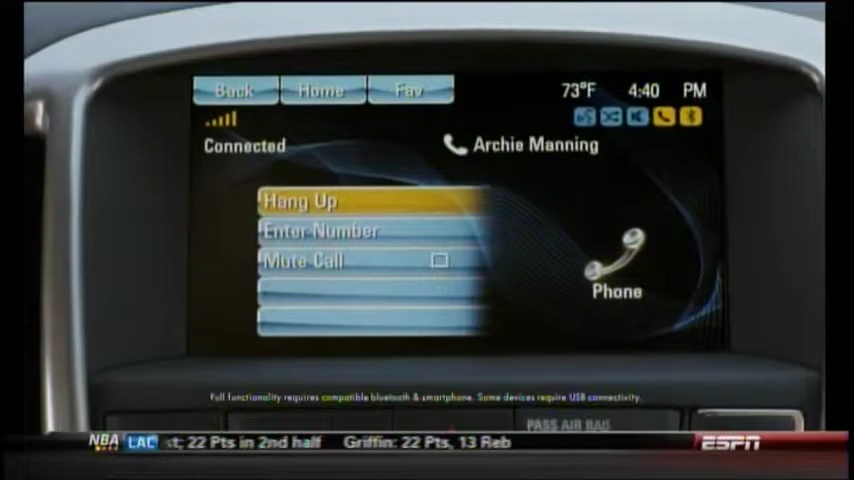 Back Home Fav 73°F 4:40 PM
Connected
Archie Manning
Hang Up
Enter Number
Mute Call
Phone
Full functionality requires compatible bluetooth & smartphone. Some devices require USB connectivity.
PASS AIR BAG
NBA LAC st; 22 Pts in 2nd half Griffin: 22 Pts, 13 Reb ESPN